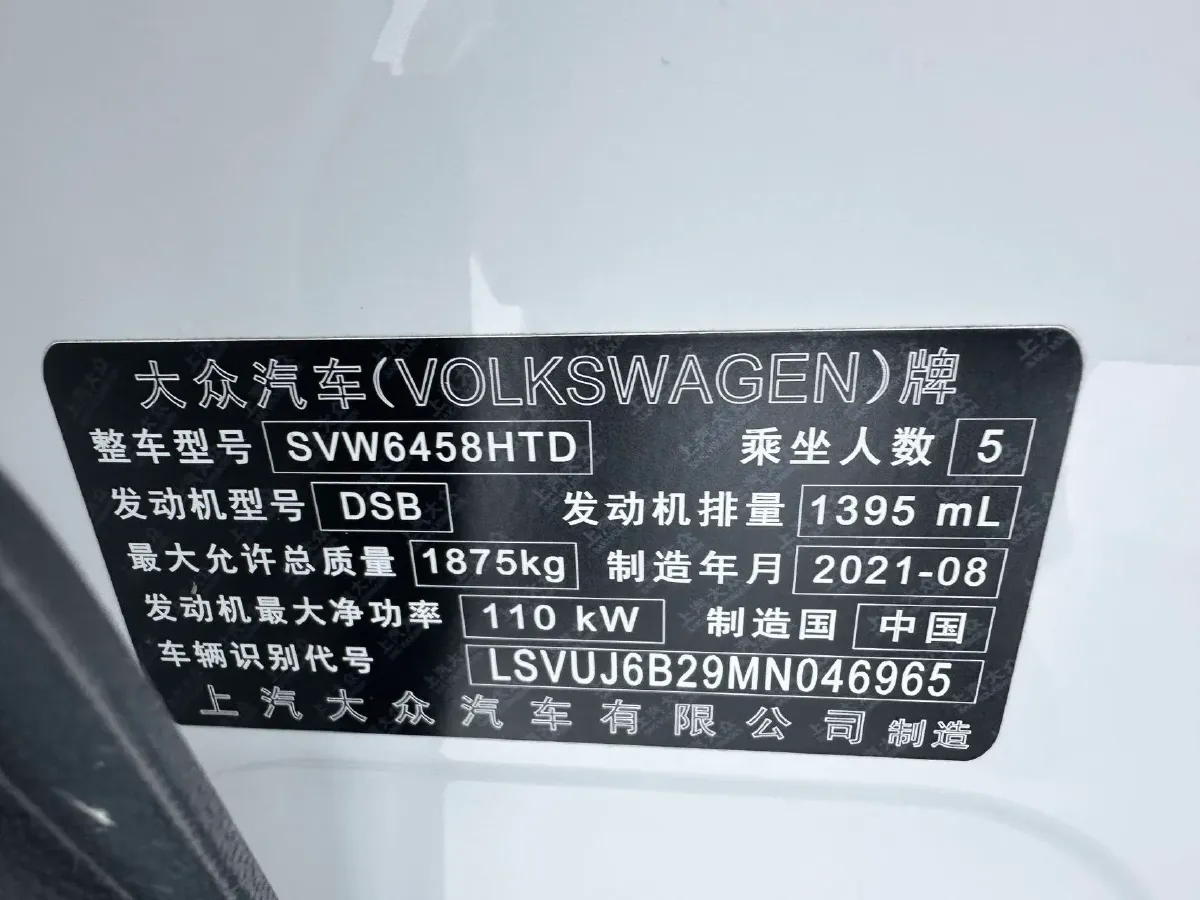 大众汽车(VOLKSWAGEN)牌
整车型号 SVW6458HTD 乘坐人数 5
发动机型号 DSB 发动机排量 1395 mL
最大允许总质量 1875kg 制造年月 2021-08
发动机最大净功率 110 kW 制造国 中国
车辆识别代号 LSVUJ6B29MN046965
上汽大众汽车有限公司 制造